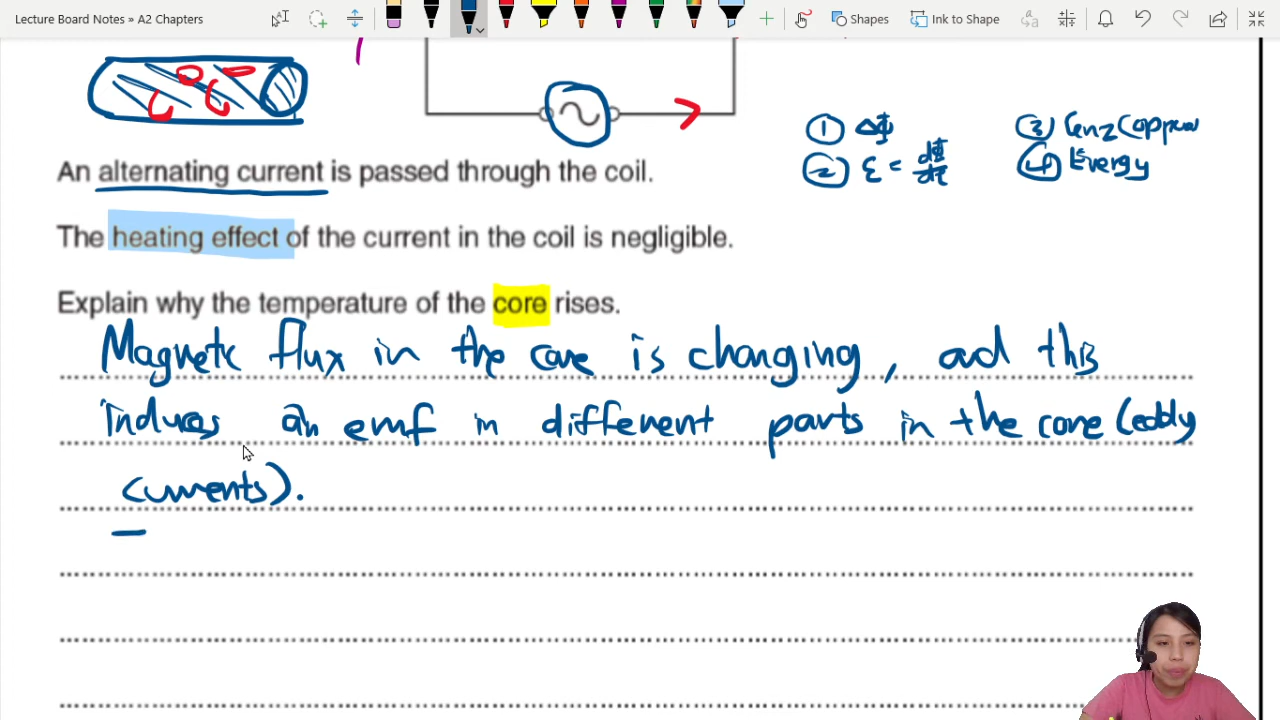 Lecture Board Notes » A2 Chapters
Shapes
Ink to Shape
① ΔΦ
③ Lenz (oppose
② ε = dΦ/dt
④ Energy
An alternating current is passed through the coil.
The heating effect of the current in the coil is negligible.
Explain why the temperature of the core rises.
Magnetic flux in the core is changing, and this
induces an emf in different parts in the core (eddy
currents).